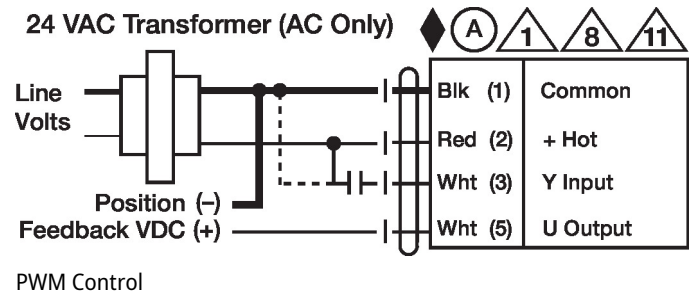 24 VAC Transformer (AC Only)
A
1
8
11
Line
Volts
Blk (1) Common
Red (2) + Hot
Wht (3) Y Input
Position (–)
Feedback VDC (+)
Wht (5) U Output
PWM Control